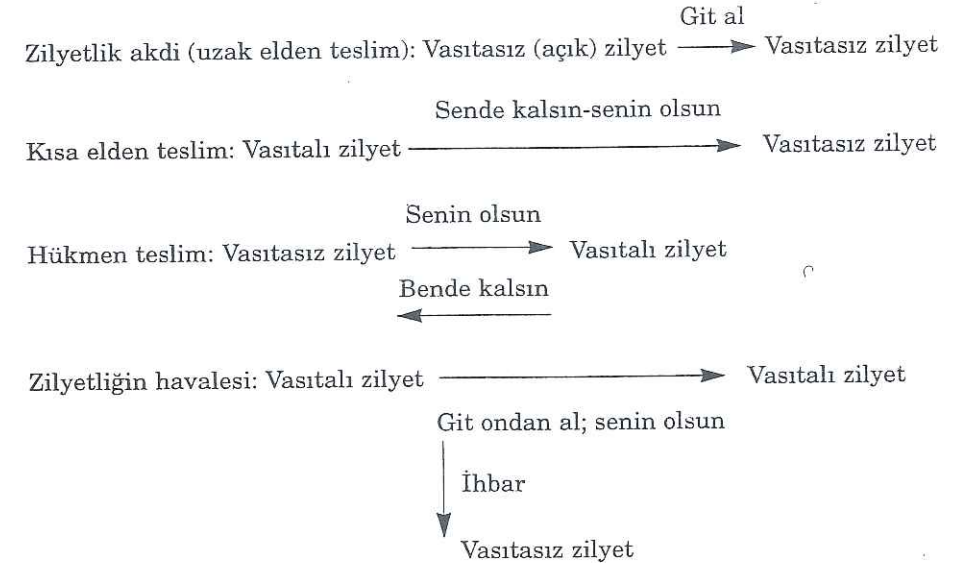 Git al
Zilyetlik akdi (uzak elden teslim): Vasıtasız (açık) zilyet Vasıtasız zilyet
Sende kalsın-senin olsun
Kısa elden teslim: Vasıtalı zilyet Vasıtasız zilyet
Senin olsun
Hükmen teslim: Vasıtasız zilyet Vasıtalı zilyet
Bende kalsın
Zilyetliğin havalesi: Vasıtalı zilyet Vasıtalı zilyet
Git ondan al; senin olsun
İhbar
Vasıtasız zilyet